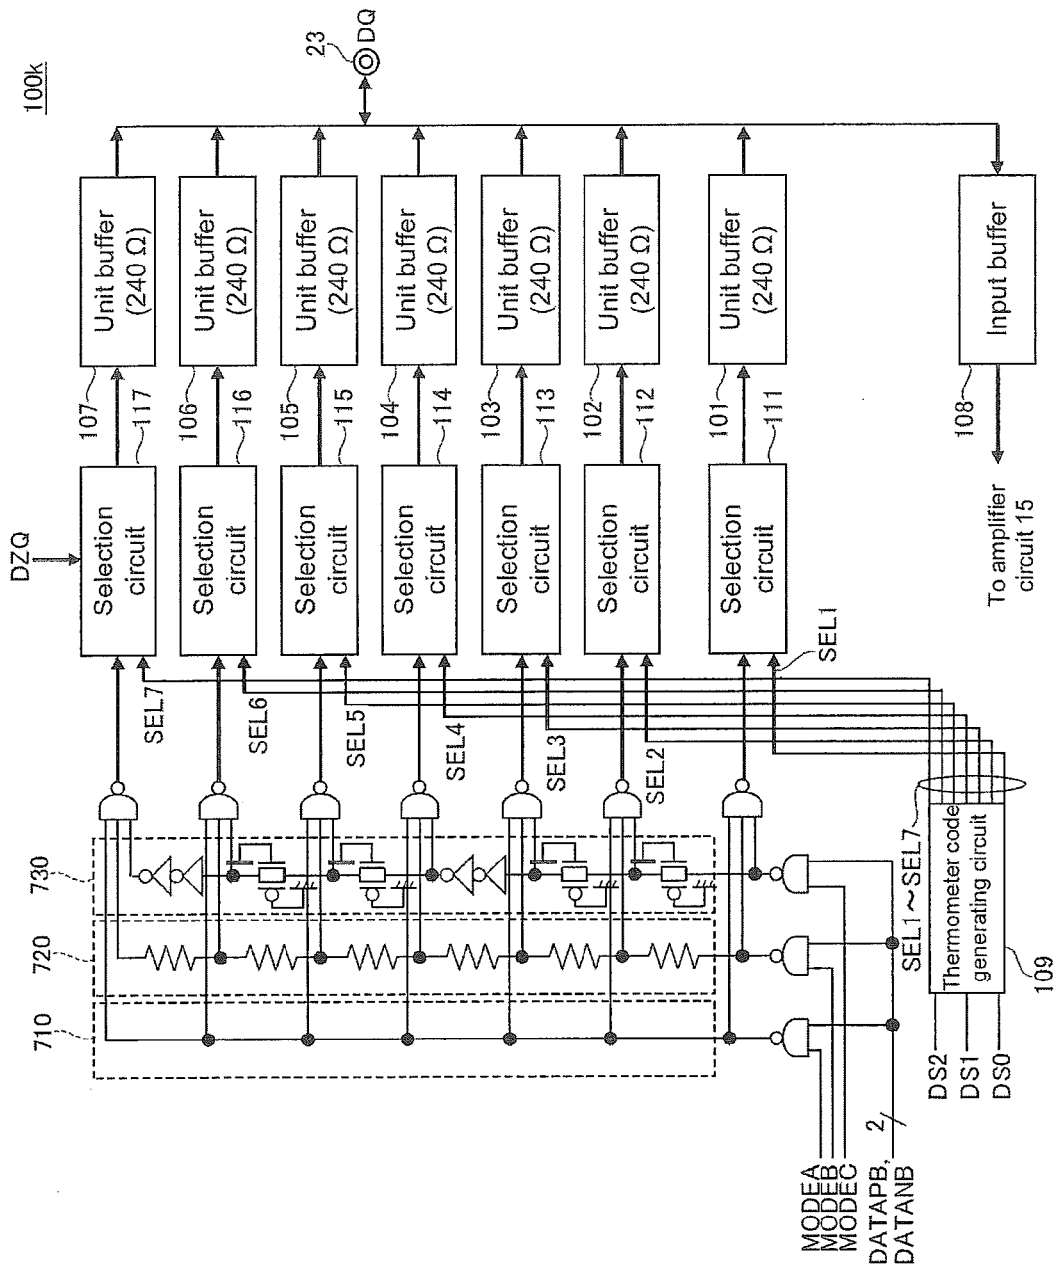 100k
23
DQ
Unit buffer
(240 Ω)
107
Unit buffer
(240 Ω)
106
Unit buffer
(240 Ω)
105
Unit buffer
(240 Ω)
104
Unit buffer
(240 Ω)
103
Unit buffer
(240 Ω)
102
Unit buffer
(240 Ω)
101
Input buffer
108
To amplifier
circuit 15
DZQ
Selection
circuit
117
Selection
circuit
116
Selection
circuit
115
Selection
circuit
114
Selection
circuit
113
Selection
circuit
112
Selection
circuit
111
SEL7
SEL6
SEL5
SEL4
SEL3
SEL2
SEL1
730
720
710
SEL1～SEL7
Thermometer code
generating circuit
109
DS2
DS1
DS0
2
MODEA
MODEB
MODEC
DATAPB,
DATANB